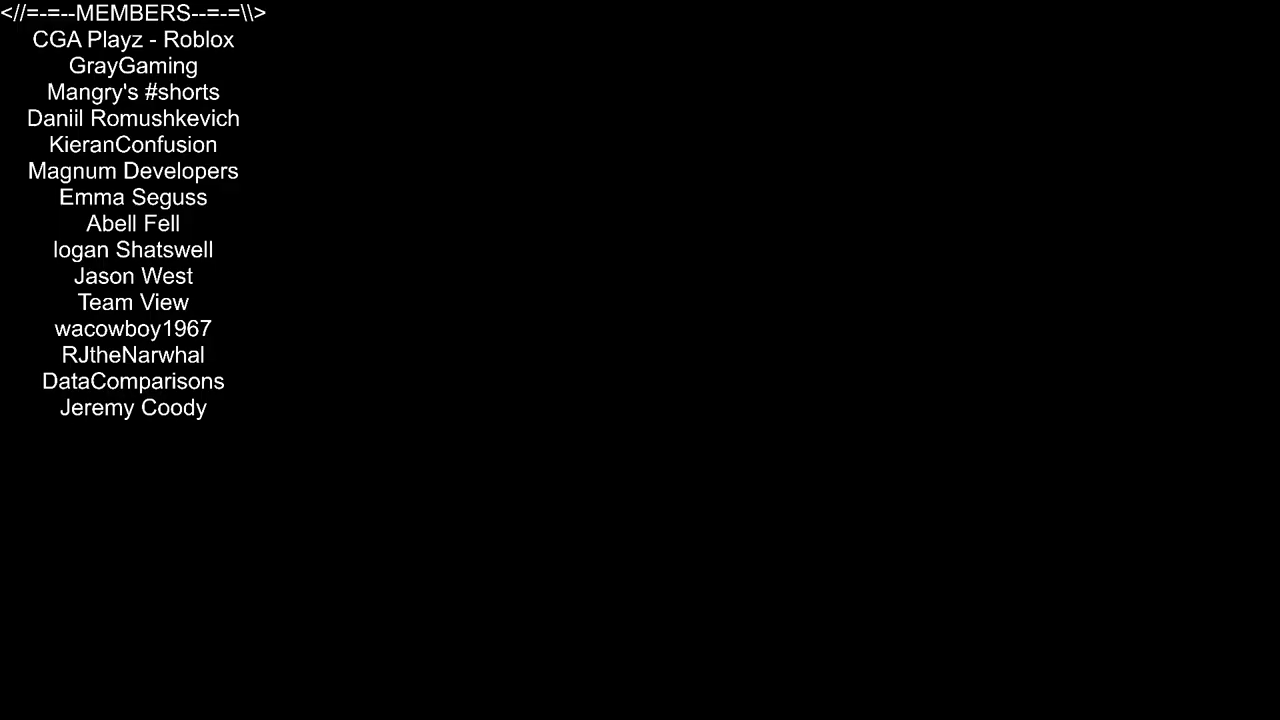 <//=-=--MEMBERS--=-=\\>
CGA Playz - Roblox
GrayGaming
Mangry's #shorts
Daniil Romushkevich
KieranConfusion
Magnum Developers
Emma Seguss
Abell Fell
logan Shatswell
Jason West
Team View
wacowboy1967
RJtheNarwhal
DataComparisons
Jeremy Coody